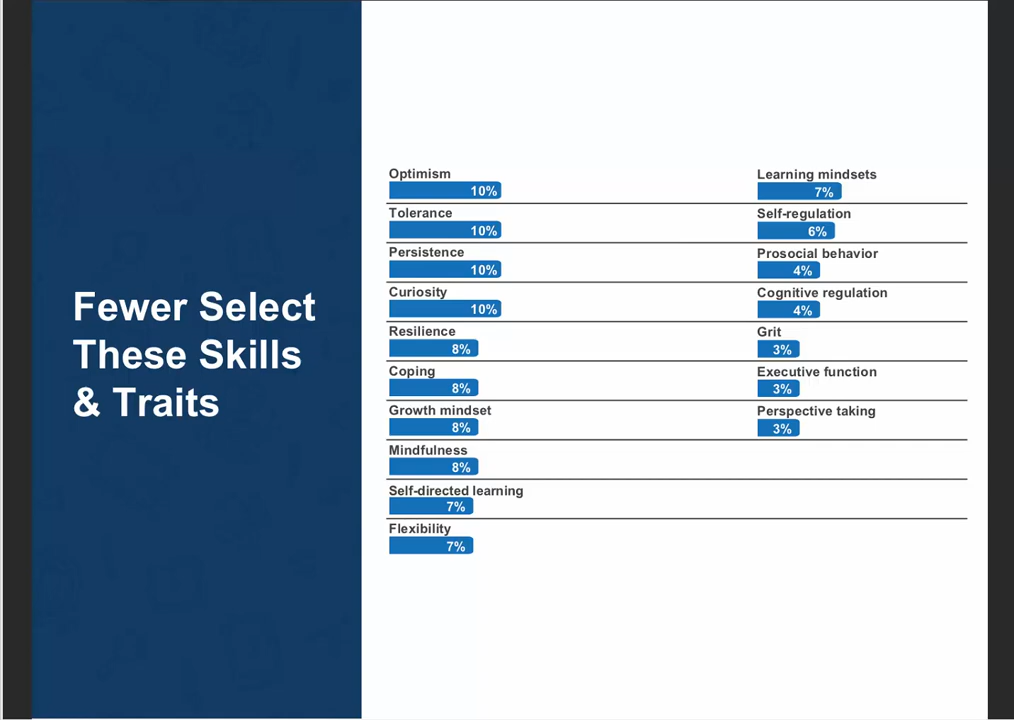 Fewer Select
These Skills
& Traits
Optimism
10%
Tolerance
10%
Persistence
10%
Curiosity
10%
Resilience
8%
Coping
8%
Growth mindset
8%
Mindfulness
8%
Self-directed learning
7%
Flexibility
7%
Learning mindsets
7%
Self-regulation
6%
Prosocial behavior
4%
Cognitive regulation
4%
Grit
3%
Executive function
3%
Perspective taking
3%